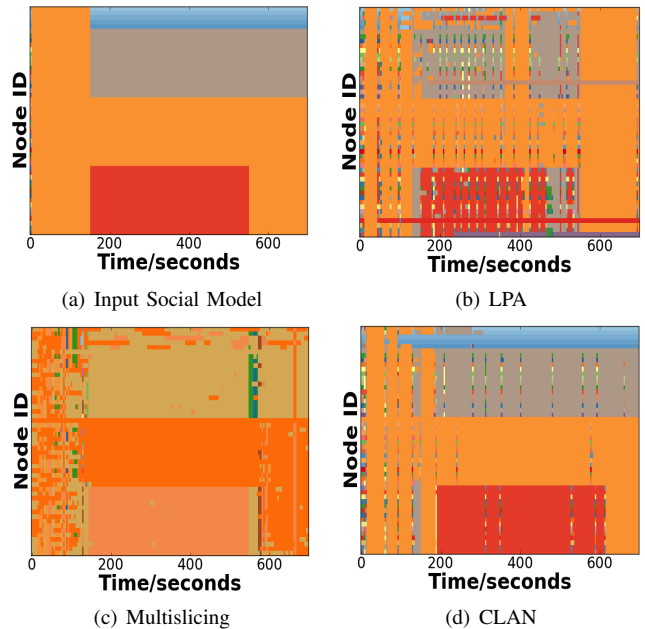 Node ID
0 200 400 600
Time/seconds
(a) Input Social Model
Node ID
0 200 400 600
Time/seconds
(b) LPA
Node ID
0 200 400 600
Time/seconds
(c) Multislicing
Node ID
0 200 400 600
Time/seconds
(d) CLAN